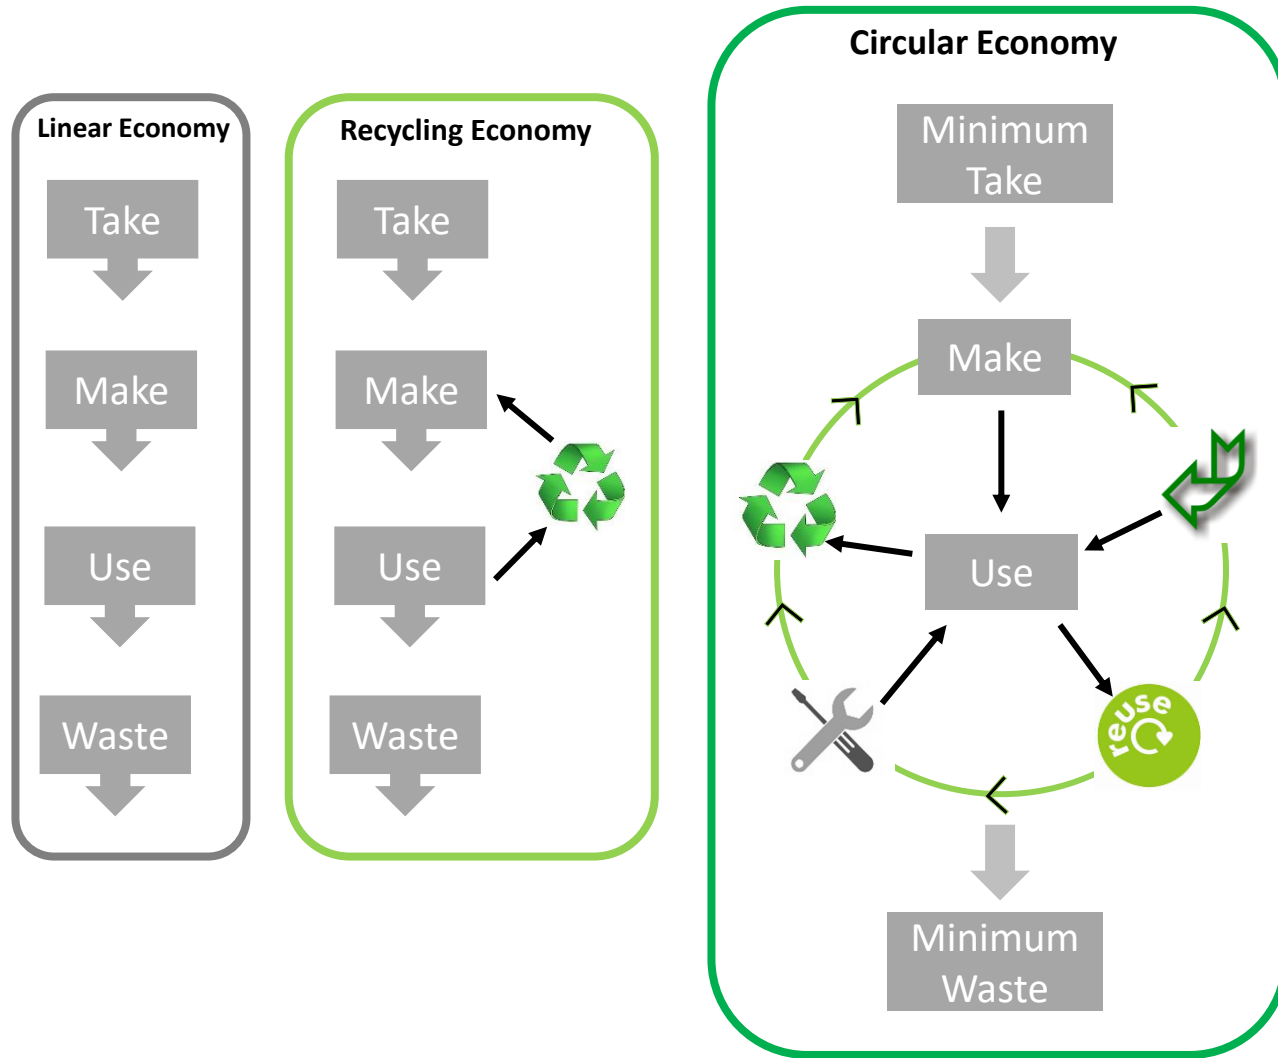 Linear Economy
Take
Make
Use
Waste
Recycling Economy
Take
Make
Use
Waste
Circular Economy
Minimum
Take
Make
Use
reuse
Minimum
Waste